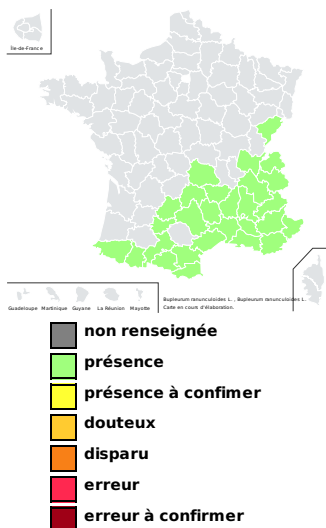 Île-de-France
Guadeloupe Martinique Guyane La Réunion Mayotte
Bupleurum ranunculoides L. , Bupleurum ranunculoides L.
Carte en cours d'élaboration.
non renseignée
présence
présence à confimer
douteux
disparu
erreur
erreur à confirmer